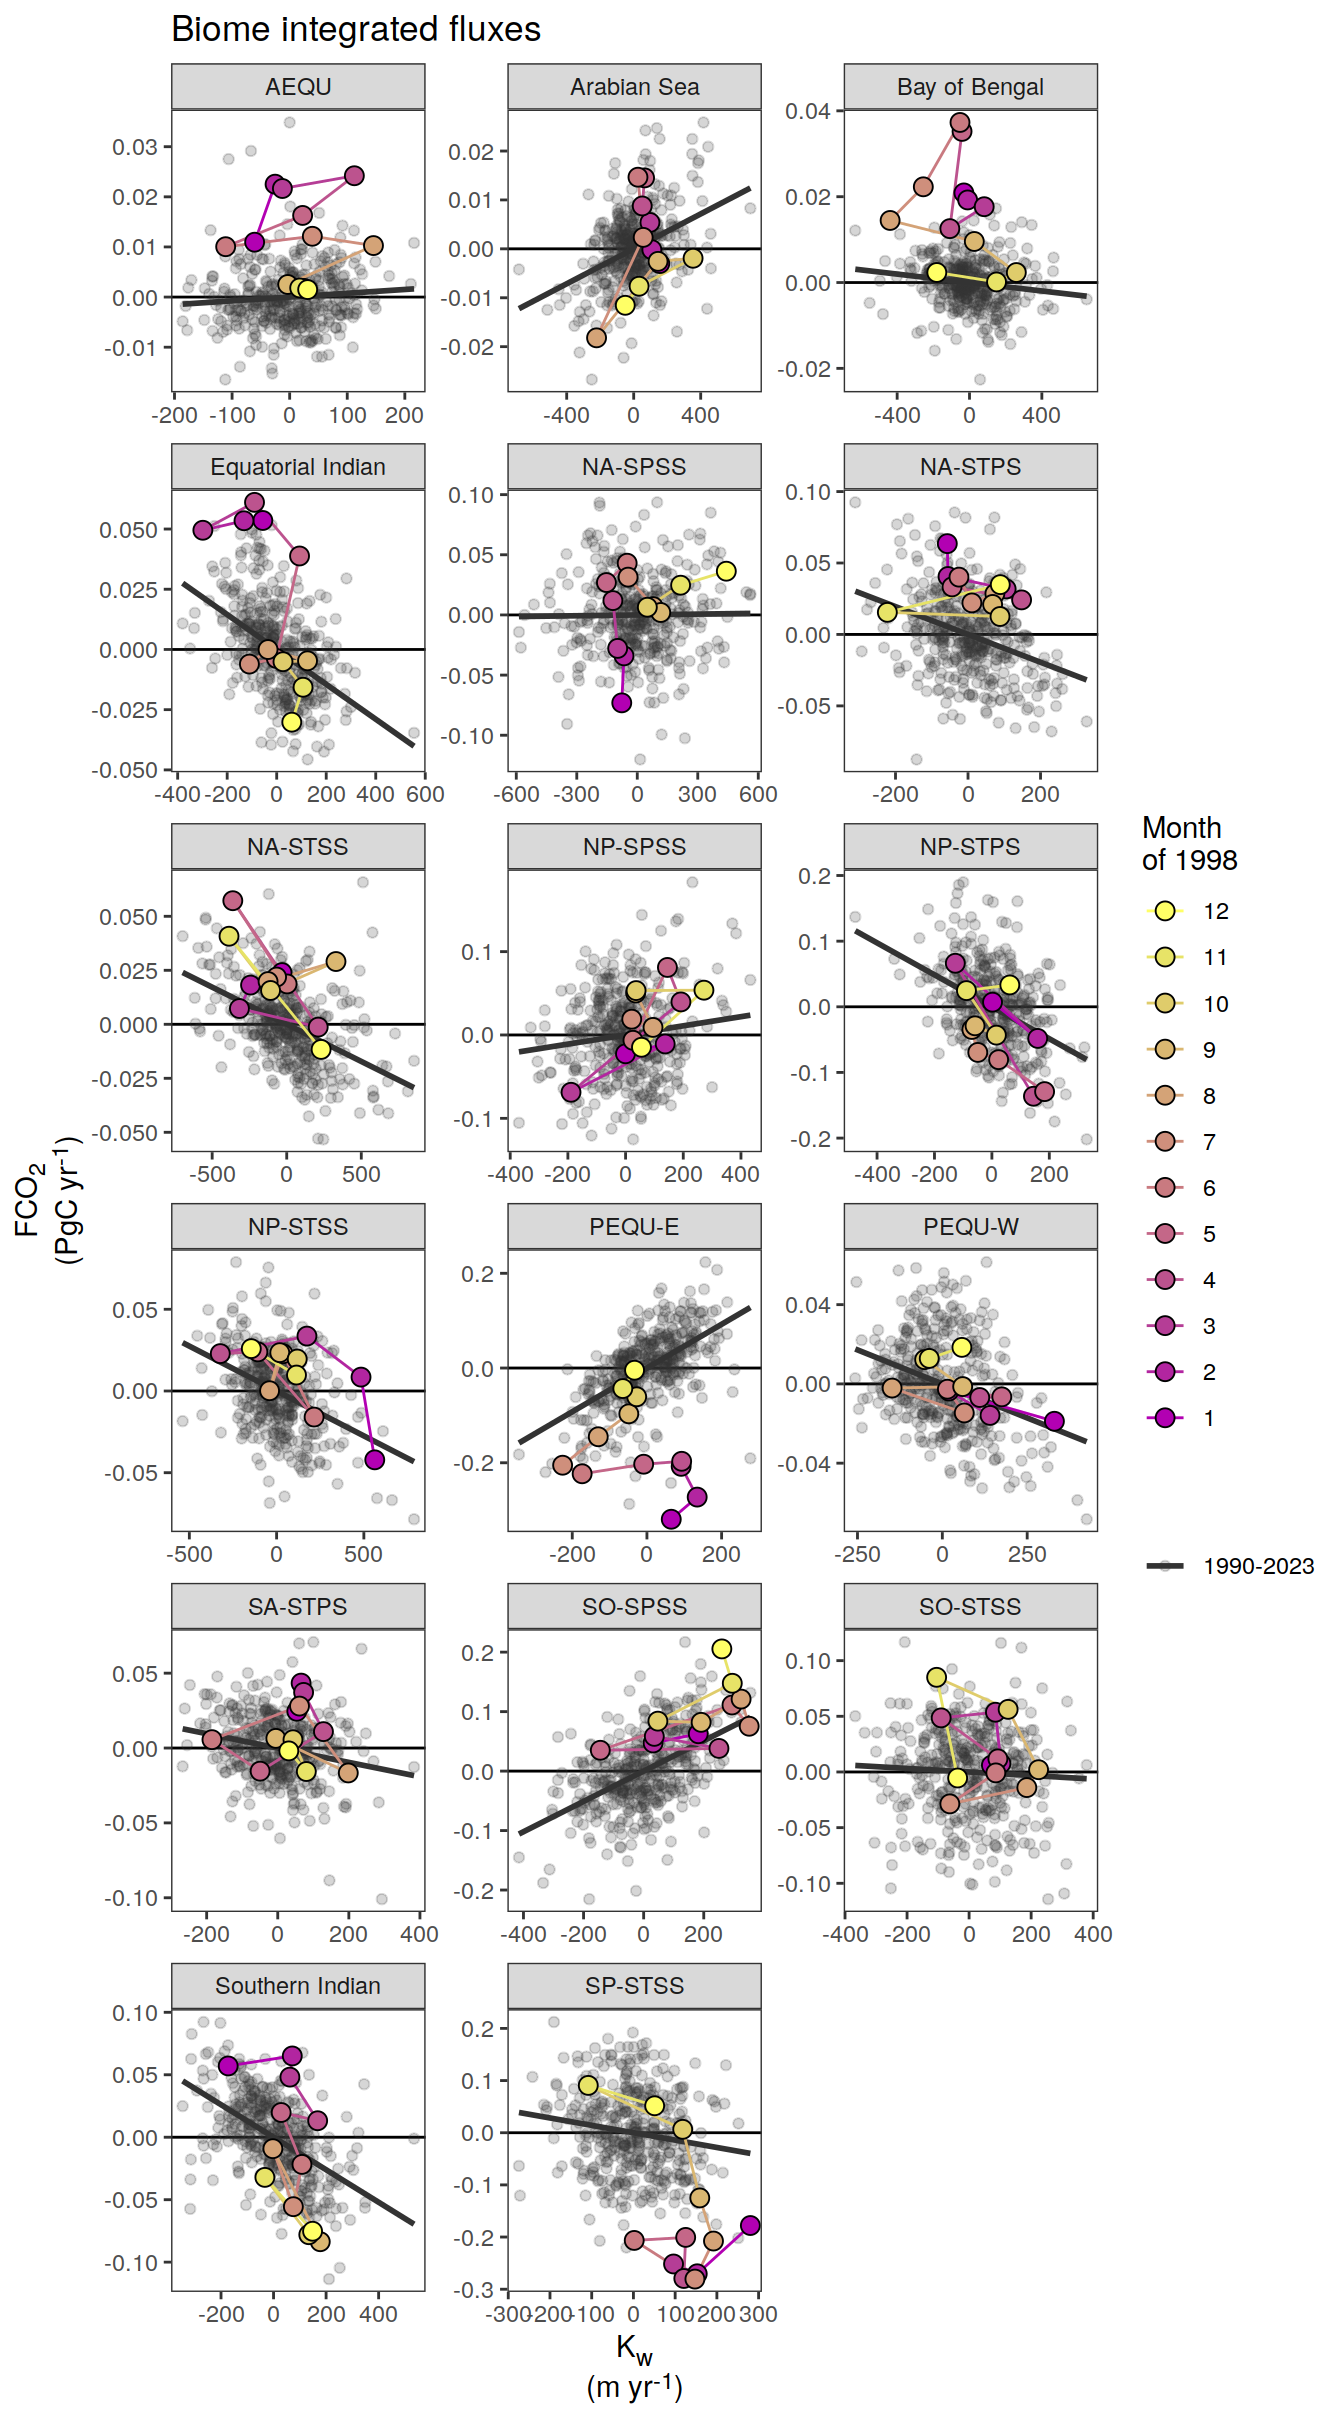 Biome integrated fluxes
AEQU
Arabian Sea
Bay of Bengal
0.03
0.02
0.01
0.00
-0.01
-200 -100 0 100 200
0.02
0.01
0.00
-0.01
-0.02
-400 0 400
0.04
0.02
0.00
-0.02
-400 0 400
Equatorial Indian
NA-SPSS
NA-STPS
0.050
0.025
0.000
-0.025
-0.050
-400 -200 0 200 400 600
0.10
0.05
0.00
-0.05
-0.10
-600 -300 0 300 600
0.10
0.05
0.00
-0.05
-200 0 200
NA-STSS
NP-SPSS
NP-STPS
0.050
0.025
0.000
-0.025
-0.050
-500 0 500
0.1
0.0
-0.1
-400 -200 0 200 400
0.2
0.1
0.0
-0.1
-0.2
-400 -200 0 200
NP-STSS
PEQU-E
PEQU-W
0.05
0.00
-0.05
-500 0 500
0.2
0.0
-0.2
-200 0 200
0.04
0.00
-0.04
-250 0 250
SA-STPS
SO-SPSS
SO-STSS
0.05
0.00
-0.05
-0.10
-200 0 200 400
0.2
0.1
0.0
-0.1
-0.2
-400 -200 0 200
0.10
0.05
0.00
-0.05
-0.10
-400 -200 0 200 400
Southern Indian
SP-STSS
0.10
0.05
0.00
-0.05
-0.10
-200 0 200 400
0.2
0.1
0.0
-0.1
-0.2
-0.3
-300 -200 -100 0 100 200 300
FCO₂
(PgC yr⁻¹)
K_w
(m yr⁻¹)
Month
of 1998
12
11
10
9
8
7
6
5
4
3
2
1
1990-2023